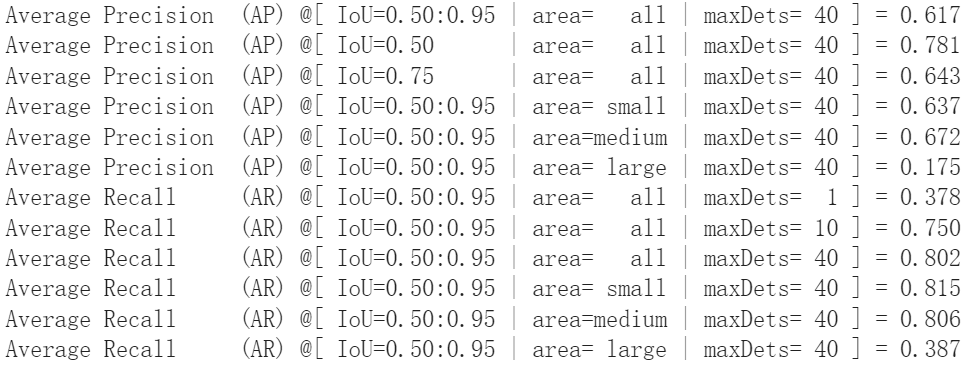 Average Precision  (AP) @[ IoU=0.50:0.95 | area=   all | maxDets= 40 ] = 0.617
Average Precision  (AP) @[ IoU=0.50      | area=   all | maxDets= 40 ] = 0.781
Average Precision  (AP) @[ IoU=0.75      | area=   all | maxDets= 40 ] = 0.643
Average Precision  (AP) @[ IoU=0.50:0.95 | area= small | maxDets= 40 ] = 0.637
Average Precision  (AP) @[ IoU=0.50:0.95 | area=medium | maxDets= 40 ] = 0.672
Average Precision  (AP) @[ IoU=0.50:0.95 | area= large | maxDets= 40 ] = 0.175
Average Recall     (AR) @[ IoU=0.50:0.95 | area=   all | maxDets=  1 ] = 0.378
Average Recall     (AR) @[ IoU=0.50:0.95 | area=   all | maxDets= 10 ] = 0.750
Average Recall     (AR) @[ IoU=0.50:0.95 | area=   all | maxDets= 40 ] = 0.802
Average Recall     (AR) @[ IoU=0.50:0.95 | area= small | maxDets= 40 ] = 0.815
Average Recall     (AR) @[ IoU=0.50:0.95 | area=medium | maxDets= 40 ] = 0.806
Average Recall     (AR) @[ IoU=0.50:0.95 | area= large | maxDets= 40 ] = 0.387